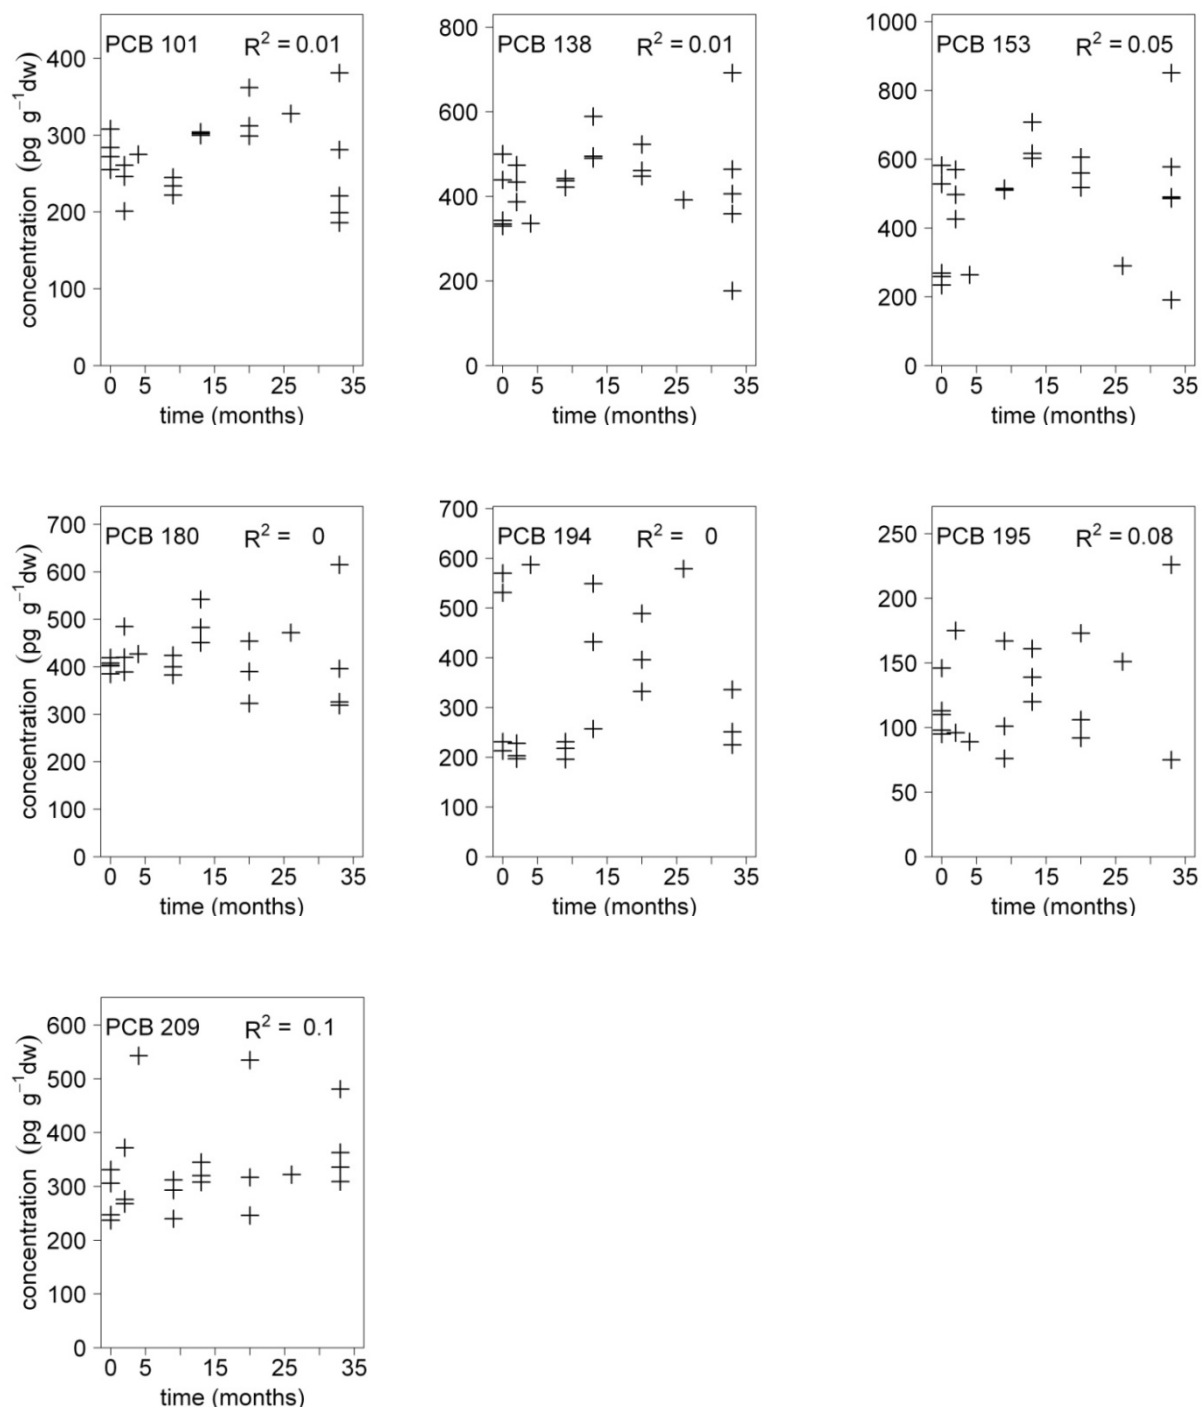 PCB 101 R² = 0.01
400
300
200
100
0
concentration (pg g⁻¹dw)
0 5 15 25 35
time (months)
PCB 138 R² = 0.01
800
600
400
200
0
0 5 15 25 35
time (months)
PCB 153 R² = 0.05
1000
800
600
400
200
0
0 5 15 25 35
time (months)
PCB 180 R² = 0
700
600
500
400
300
200
100
0
concentration (pg g⁻¹dw)
0 5 15 25 35
time (months)
PCB 194 R² = 0
700
600
500
400
300
200
100
0
0 5 15 25 35
time (months)
PCB 195 R² = 0.08
250
200
150
100
50
0
0 5 15 25 35
time (months)
PCB 209 R² = 0.1
600
500
400
300
200
100
0
concentration (pg g⁻¹dw)
0 5 15 25 35
time (months)